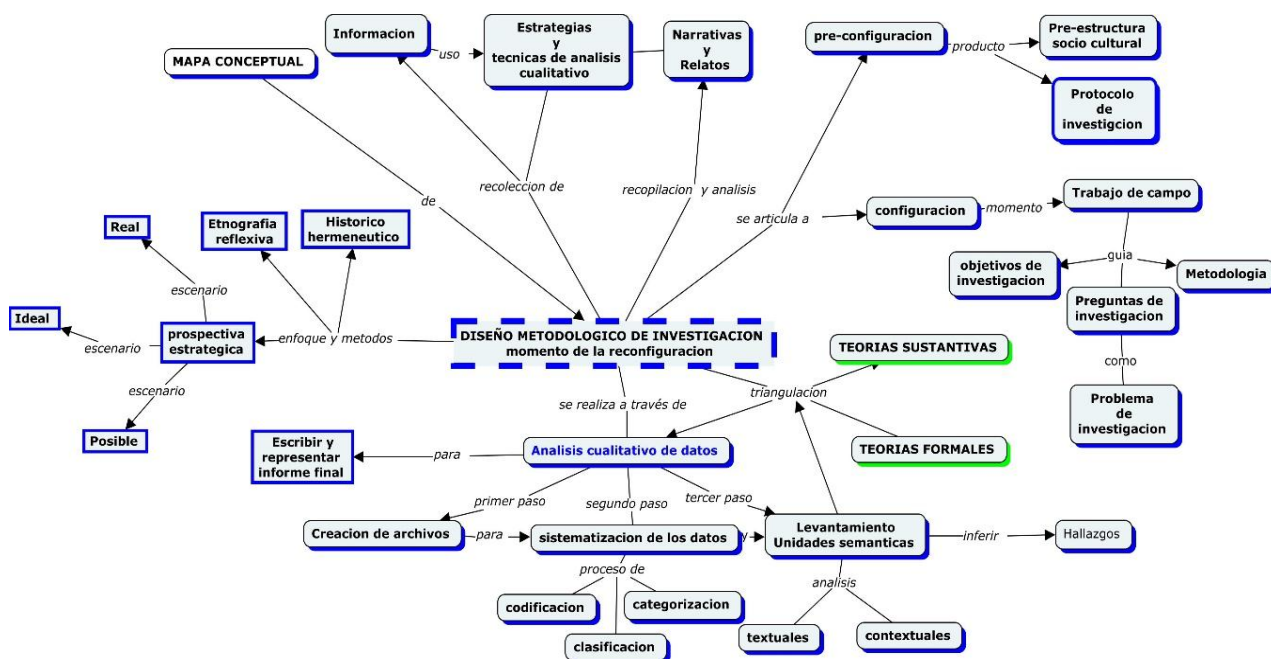 Informacion
uso
Estrategias
y
tecnicas de analisis
cualitativo
Narrativas
y
Relatos
pre-configuracion
producto
Pre-estructura
socio cultural
MAPA CONCEPTUAL
Protocolo
de
investigcion
recoleccion de
recopilacion y analisis
de
se articula a
configuracion
momento
Trabajo de campo
Real
Etnografia
reflexiva
Historico
hermeneutico
guia
objetivos de
investigacion
Metodologia
escenario
Preguntas de
investigacion
Ideal
escenario
prospectiva
estrategica
enfoque y metodos
DISEÑO METODOLOGICO DE INVESTIGACION
momento de la reconfiguracion
TEORIAS SUSTANTIVAS
como
escenario
triangulacion
se realiza a través de
Problema
de
investigacion
Posible
Escribir y
representar
informe final
para
Analisis cualitativo de datos
TEORIAS FORMALES
primer paso
segundo paso
tercer paso
Creacion de archivos
para
sistematizacion de los datos
y
Levantamiento
Unidades semanticas
inferir
Hallazgos
proceso de
analisis
codificacion
categorizacion
clasificacion
textuales
contextuales